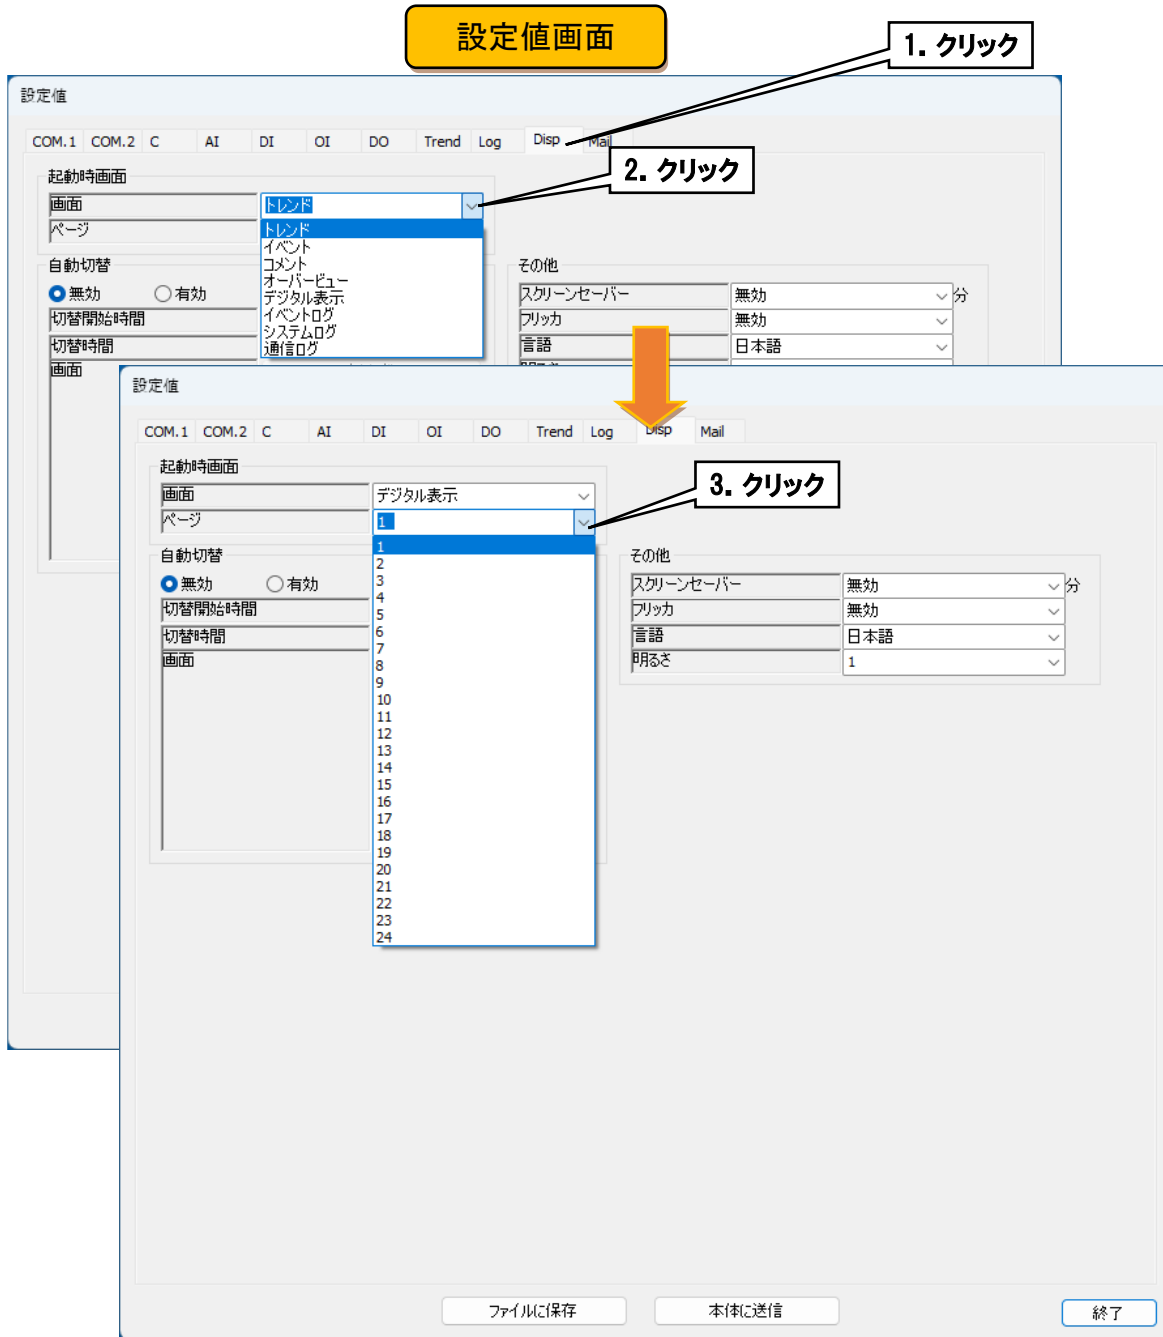 設定値画面
1. クリック
設定値
COM.1 COM.2 C AI DI OI DO Trend Log Disp Mail
2. クリック
起動時画面
画面 トレンド
ページ トレンド
イベント
コメント
オーバービュー
デジタル表示
イベントログ
システムログ
通信ログ
自動切替
無効 有効
切替開始時間
切替時間
画面
その他
スクリーンセーバー 無効 分
フリッカ 無効
言語 日本語
設定値
COM.1 COM.2 C AI DI OI DO Trend Log Disp Mail
3. クリック
起動時画面
画面 デジタル表示
ページ 1
1
2
3
4
5
6
7
8
9
10
11
12
13
14
15
16
17
18
19
20
21
22
23
24
自動切替
無効 有効
切替開始時間
切替時間
画面
その他
スクリーンセーバー 無効 分
フリッカ 無効
言語 日本語
明るさ 1
ファイルに保存 本体に送信 終了